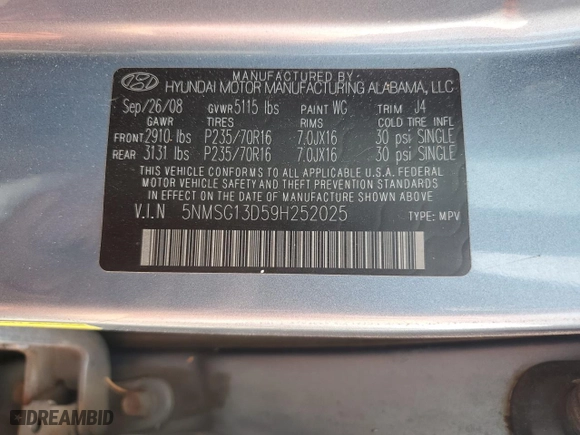 MANUFACTURED BY
HYUNDAI MOTOR MANUFACTURING ALABAMA, LLC
Sep/26/08 GVWR 5115 lbs PAINT WG TRIM J4
GAWR TIRES RIMS COLD TIRE INFL
FRONT 2910 lbs P235/70R16 7.0JX16 30 psi SINGLE
REAR 3131 lbs P235/70R16 7.0JX16 30 psi SINGLE
THIS VEHICLE CONFORMS TO ALL APPLICABLE U.S.A. FEDERAL
MOTOR VEHICLE SAFETY AND THEFT PREVENTION STANDARDS
IN EFFECT ON THE DATE OF MANUFACTURE SHOWN ABOVE.
V.I.N 5NMSG13D59H252025 TYPE: MPV
DREAMBID